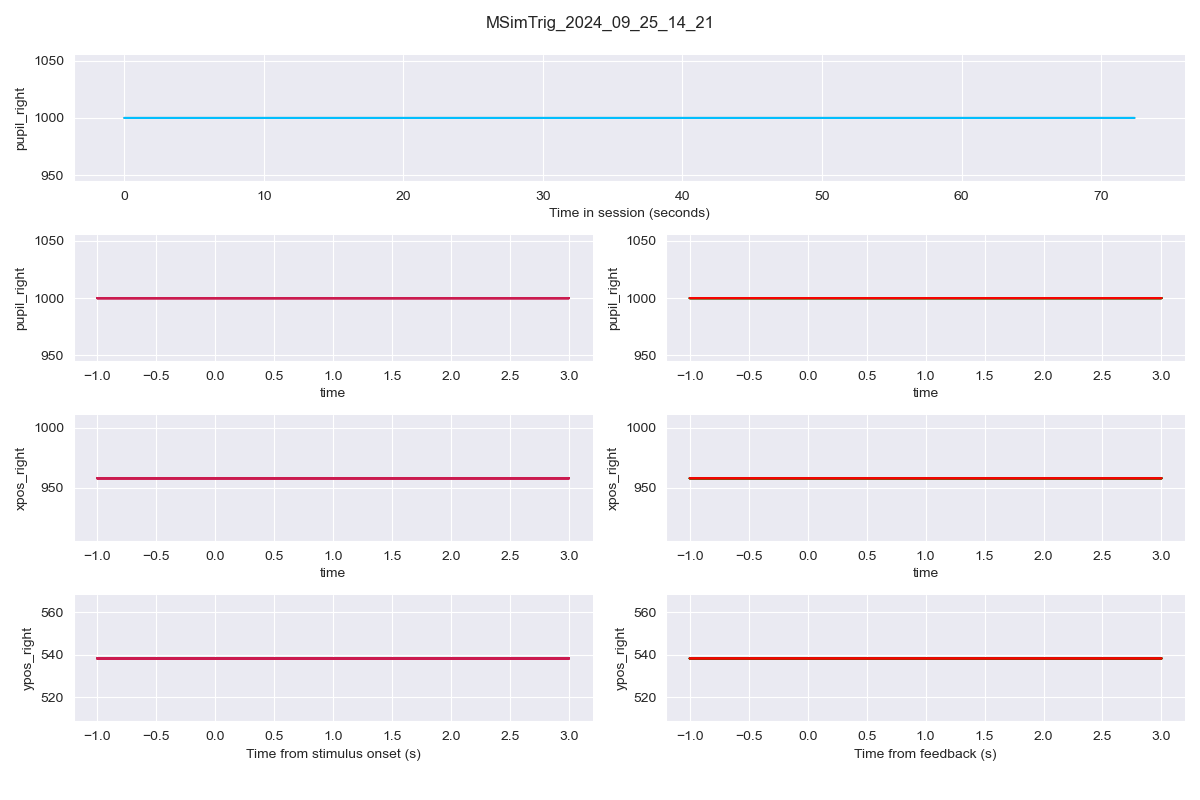 MSimTrig_2024_09_25_14_21
1050
1000
950
pupil_right
0 10 20 30 40 50 60 70
Time in session (seconds)
1050
1000
950
pupil_right
−1.0 −0.5 0.0 0.5 1.0 1.5 2.0 2.5 3.0
time
1050
1000
950
pupil_right
−1.0 −0.5 0.0 0.5 1.0 1.5 2.0 2.5 3.0
time
1000
950
xpos_right
−1.0 −0.5 0.0 0.5 1.0 1.5 2.0 2.5 3.0
time
1000
950
xpos_right
−1.0 −0.5 0.0 0.5 1.0 1.5 2.0 2.5 3.0
time
560
540
520
ypos_right
−1.0 −0.5 0.0 0.5 1.0 1.5 2.0 2.5 3.0
Time from stimulus onset (s)
560
540
520
ypos_right
−1.0 −0.5 0.0 0.5 1.0 1.5 2.0 2.5 3.0
Time from feedback (s)